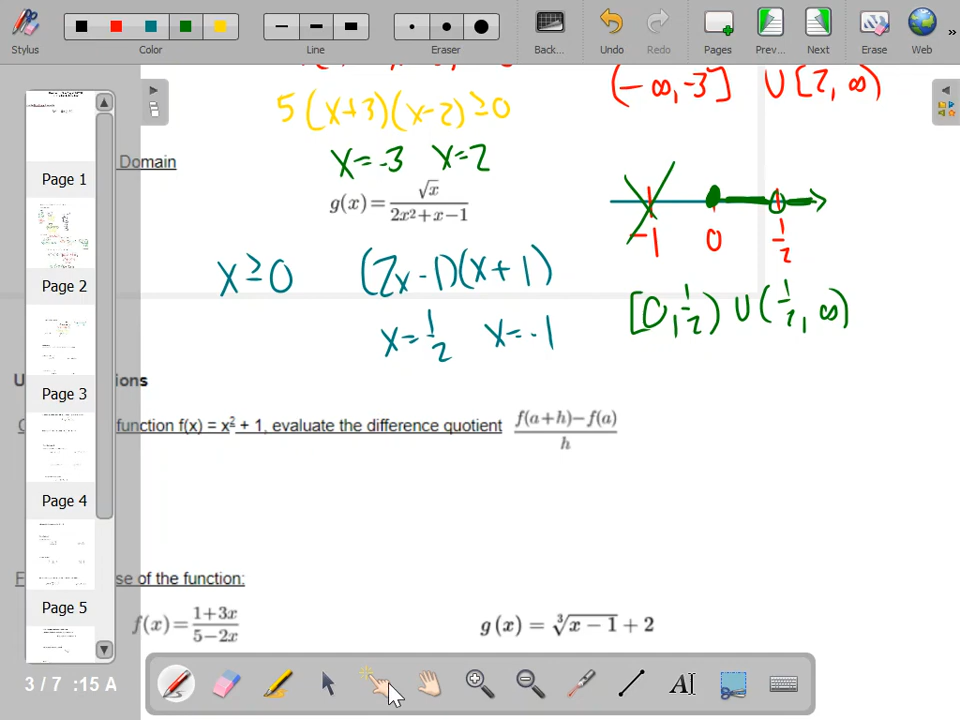 Stylus Color Line Eraser Back... Undo Redo Pages Prev... Next Erase Web »
(-∞,-3] ∪ [2, ∞)
5(x+3)(x-2)≥0
Domain
x=-3 x=2
g(x)= √x / 2x²+x−1
-1 0 1/2
x≥0 (2x-1)(x+1)
[0,1/2) ∪ (1/2, ∞)
x=1/2 x=-1
function f(x) = x² + 1, evaluate the difference quotient f(a+h)−f(a) / h
se of the function:
f(x)= 1+3x / 5−2x g (x) = ∛x − 1 + 2
Page 1
Page 2
Page 3
Page 4
Page 5
3 / 7 :15 A